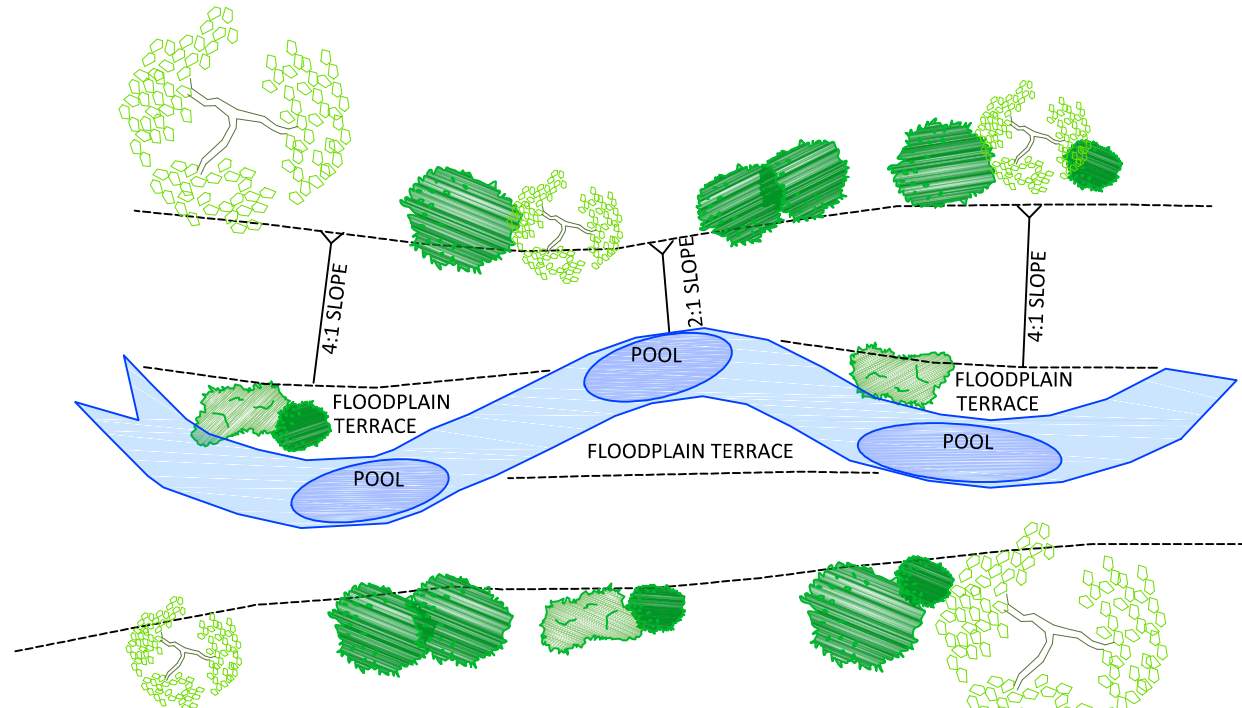 4:1 SLOPE
2:1 SLOPE
4:1 SLOPE
POOL
FLOODPLAIN
TERRACE
FLOODPLAIN
TERRACE
POOL
FLOODPLAIN TERRACE
POOL